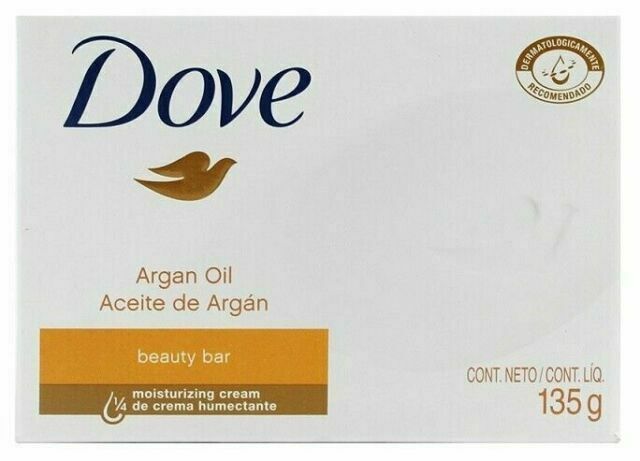 Dove
DERMATOLOGICAMENTE
RECOMENDADO
Argan Oil
Aceite de Argán
beauty bar
¼ moisturizing cream
de crema humectante
CONT. NETO / CONT. LÍQ.
135 g